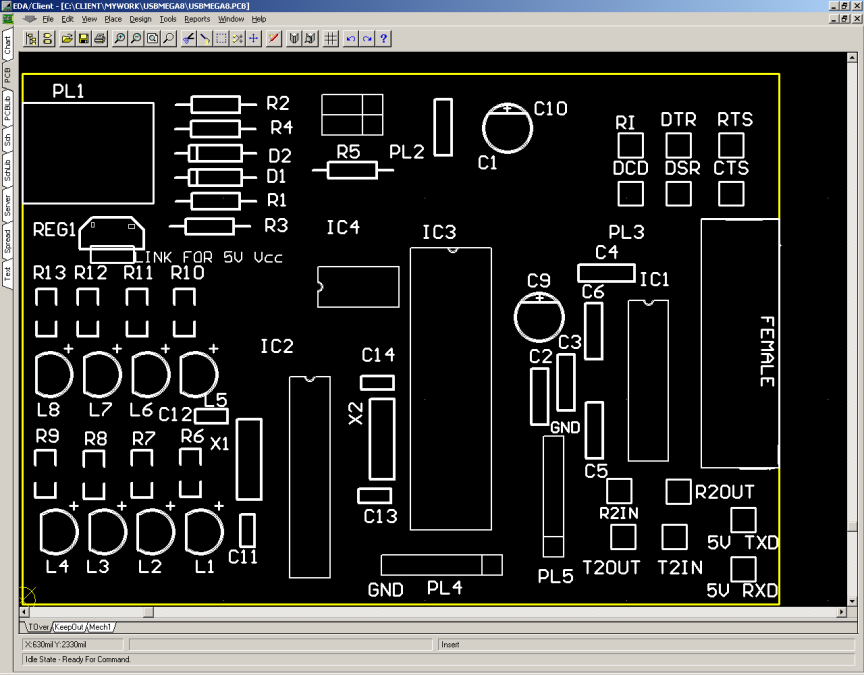 EDA/Client - [C:\CLIENT\MYWORK\USBMEGA8\USBMEGA8.PCB]
File Edit View Place Design Tools Reports Window Help
Chart
PCB
PCBLib
Sch
SchLib
Server
Spread
Text
PL1
R2
R4
D2
D1
R1
R3
R5
PL2
C10
C1
RI
DTR
RTS
DCD
DSR
CTS
REG1
LINK FOR 5V Vcc
IC4
IC3
PL3
C4
R13
R12
R11
R10
C9
C6
IC1
FEMALE
IC2
C14
C3
C2
L8
L7
L6
L5
C12
X2
GND
R9
R8
R7
R6
X1
C5
R2IN
R2OUT
C13
C11
5V TXD
L4
L3
L2
L1
GND
PL4
PL5
T2OUT
T2IN
5V RXD
TOver
KeepOut
Mech1
X:630mil Y:2330mil
Insert
Idle State - Ready For Command.